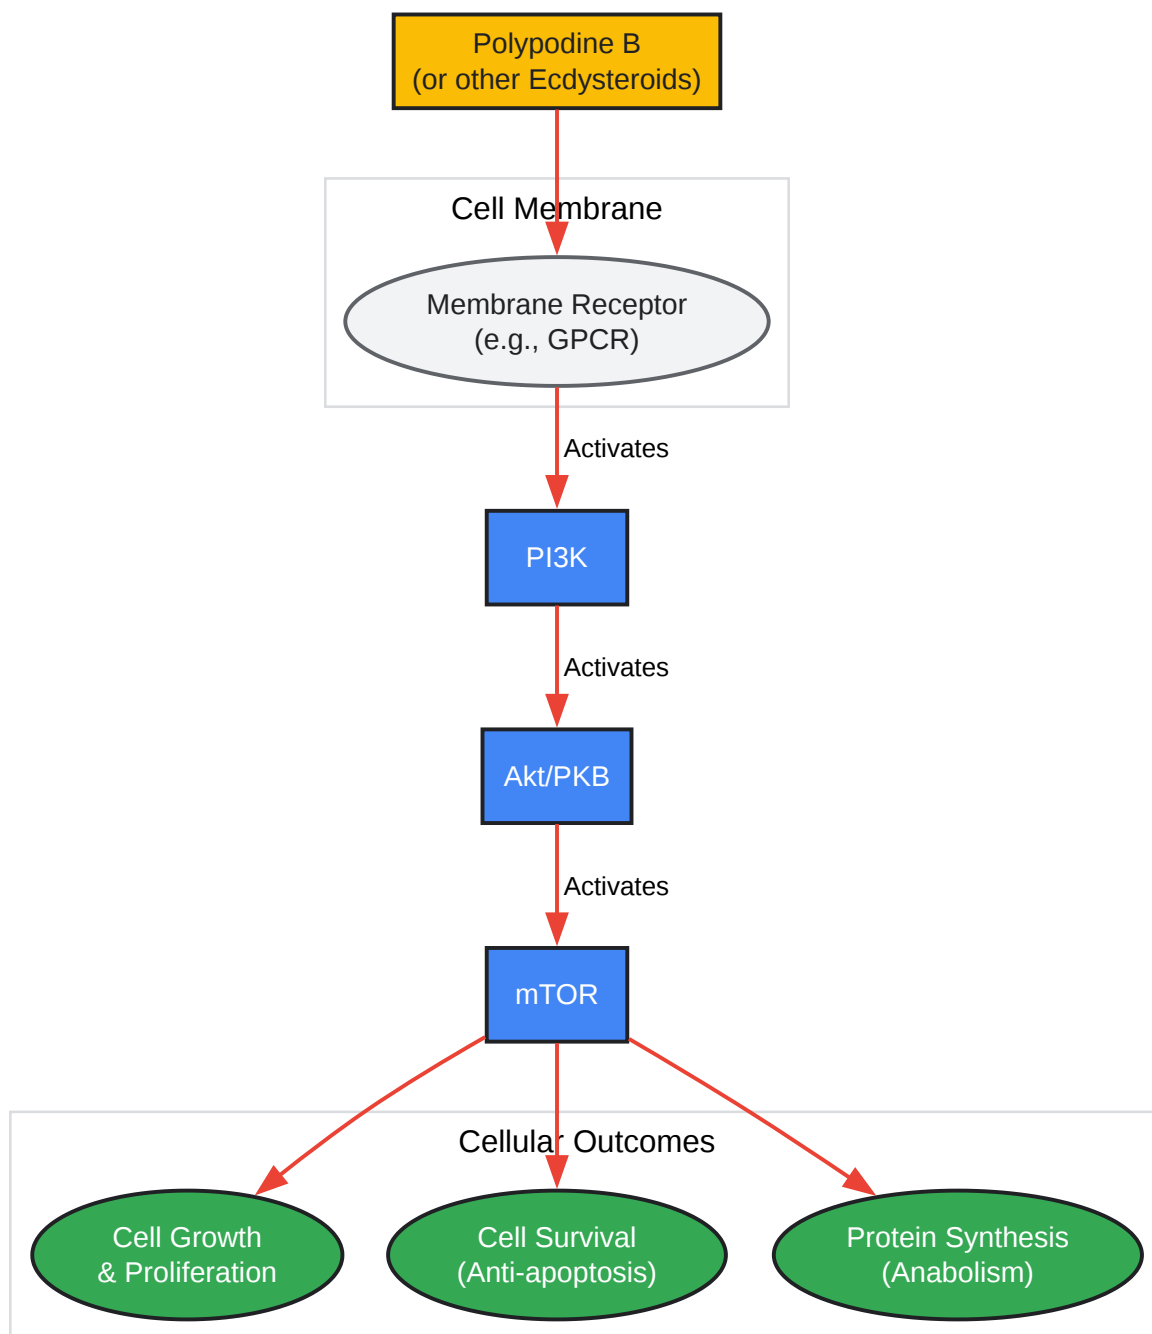 Polypodine B
(or other Ecdysteroids)
Cell Membrane
Membrane Receptor
(e.g., GPCR)
Activates
PI3K
Activates
Akt/PKB
Activates
mTOR
Cellular Outcomes
Cell Growth
& Proliferation
Cell Survival
(Anti-apoptosis)
Protein Synthesis
(Anabolism)